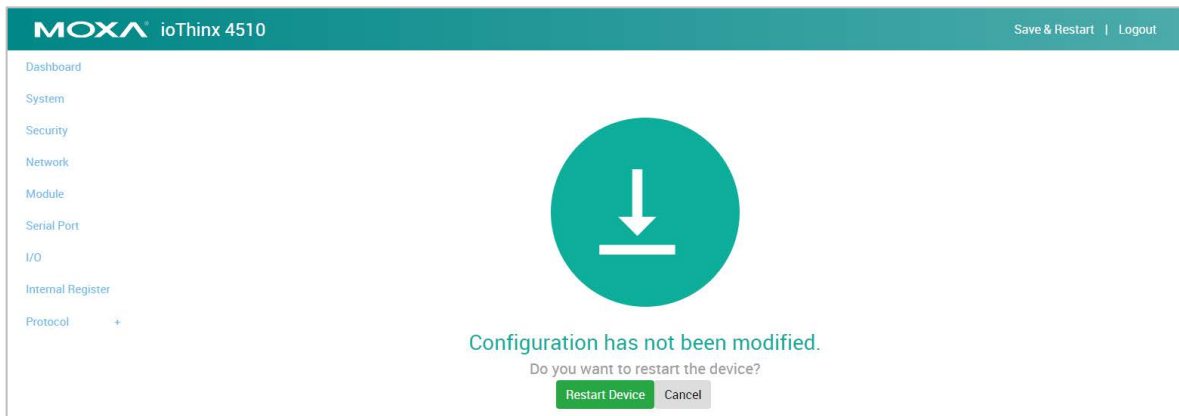 MOXA® ioThinx 4510
Save & Restart | Logout
Dashboard
System
Security
Network
Module
Serial Port
I/O
Internal Register
Protocol +
Configuration has not been modified.
Do you want to restart the device?
Restart Device Cancel